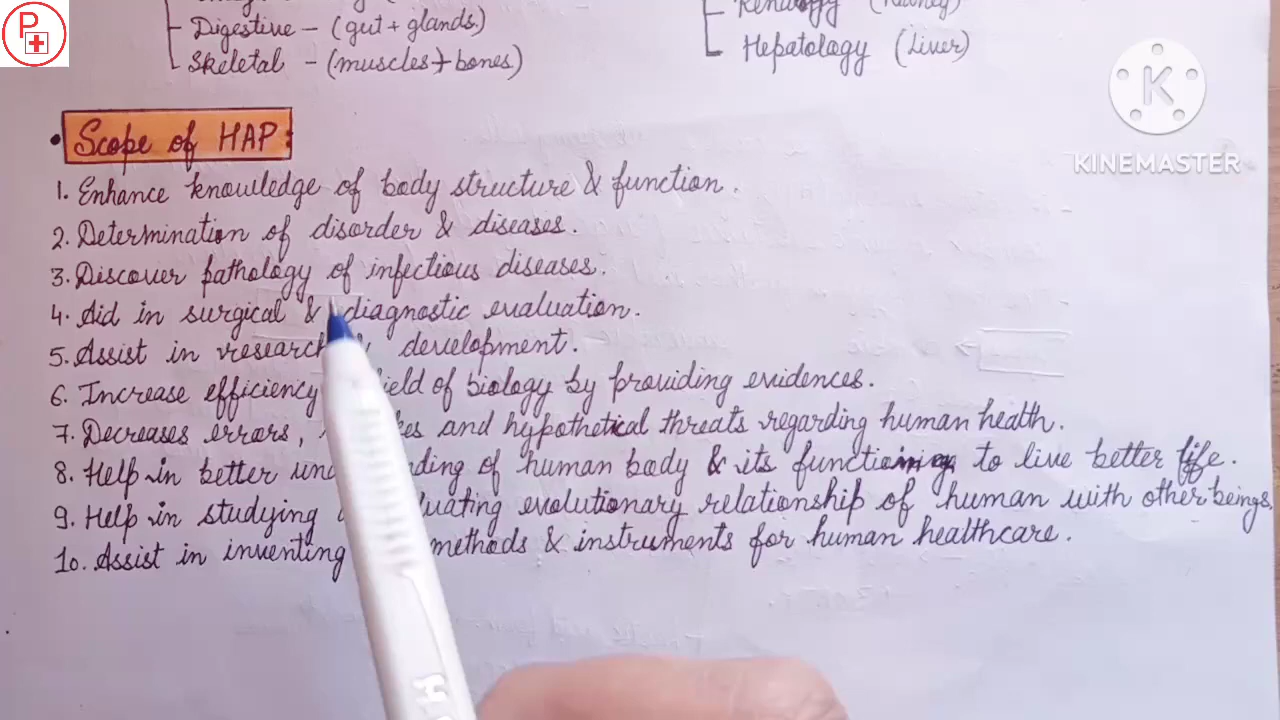 P
Digestive - (gut + glands.)
Skeletal - (muscles + bones)
(kidney)
Hepatology (Liver)
K
KINEMASTER
• Scope of HAP:
1. Enhance knowledge of body structure & function.
2. Determination of disorder & diseases.
3. Discover pathology of infectious diseases.
4. Aid in surgical & diagnostic evaluation.
5. Assist in research development.
6. Increase efficiency field of biology by providing evidences.
7. Decreases errors, and hypothetical threats regarding human health.
8. Help in better of human body & its functioning to live better life.
9. Help in studying evolutionary relationship of human with other beings.
10. Assist in inventing methods & instruments for human healthcare.
H